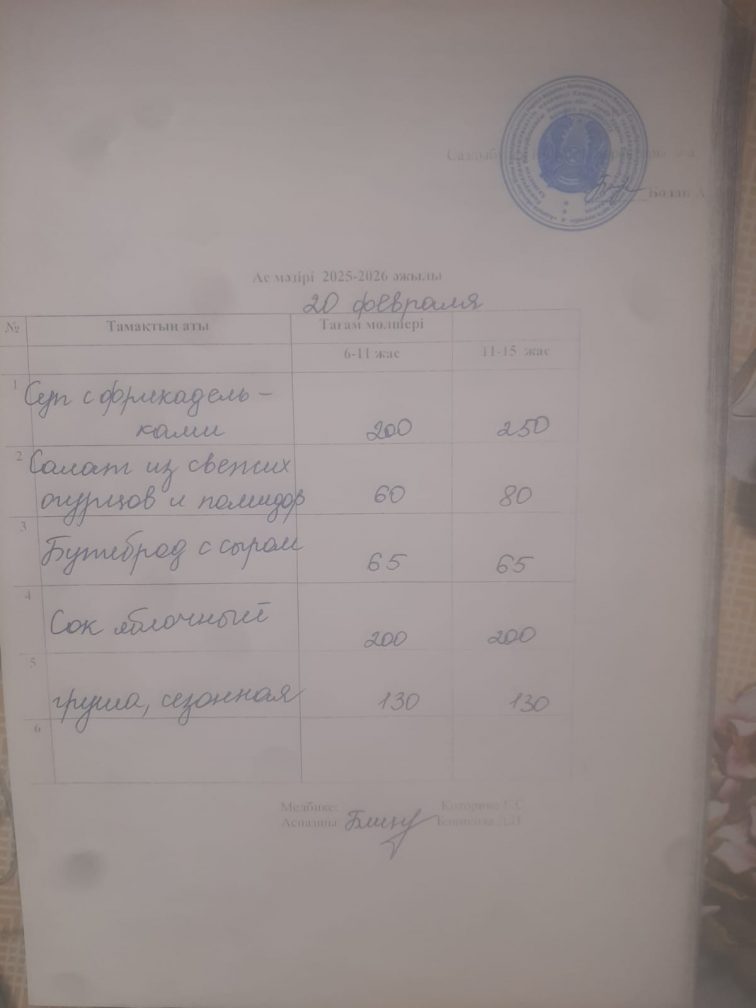 Ас мәзірі 2025-2026 әжылы
20 февраля
№ Тамақтың аты Тағам мөлшері
6-11 жас 11-15 жас
1 Суп с фрикадель-
ками 200 250
2 Салат из свежих
огурцов и помидор 60 80
3 Бутеброд с сыром 65 65
4 Сок яблочный 200 200
5 груша, сезонная 130 130
6
Медбике:
Аспазшы: